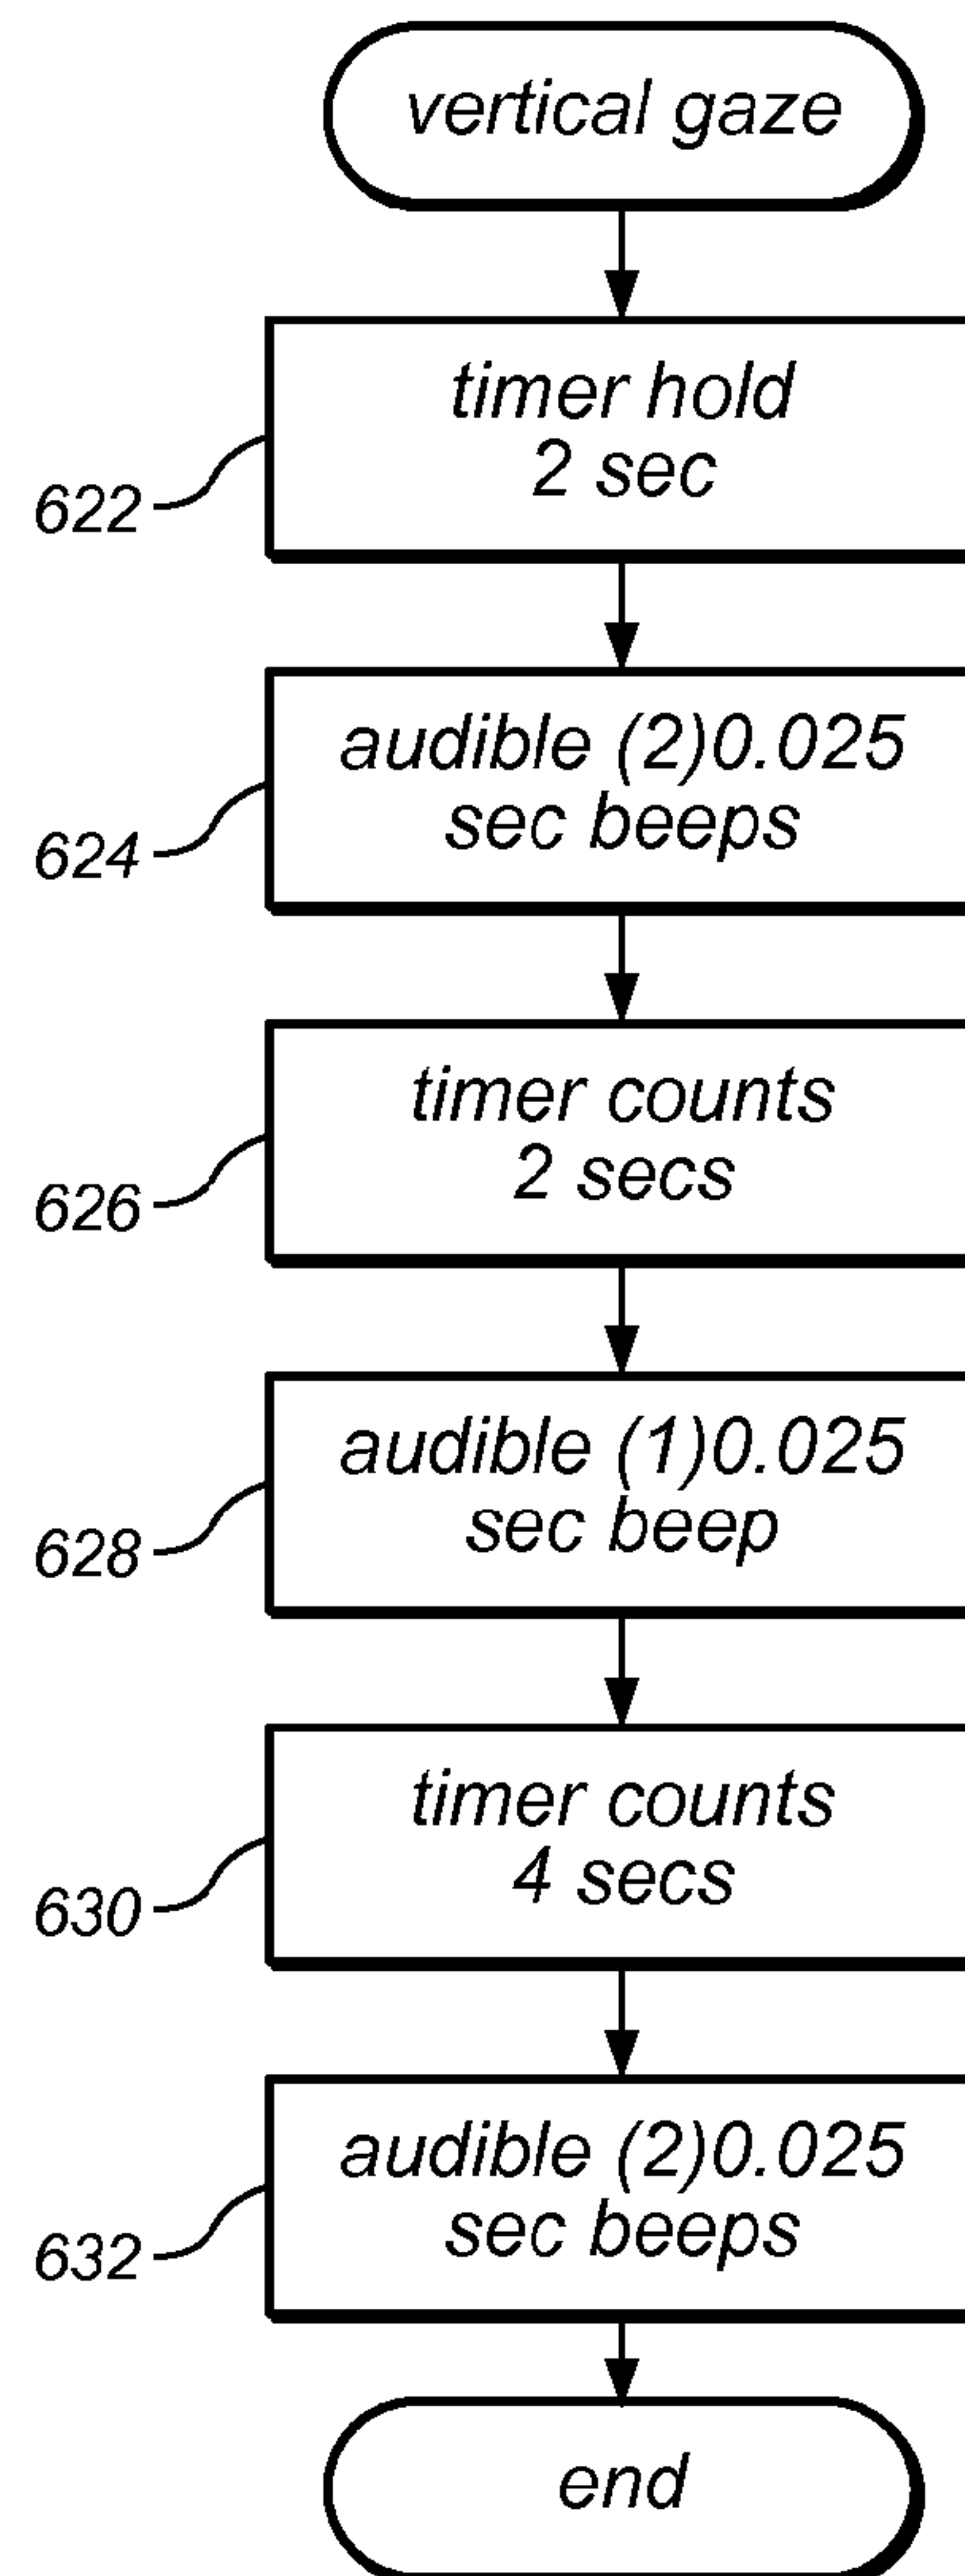 vertical gaze
timer hold
2 sec
622
audible (2)0.025
sec beeps
624
timer counts
2 secs
626
audible (1)0.025
sec beep
628
timer counts
4 secs
630
audible (2)0.025
sec beeps
632
end